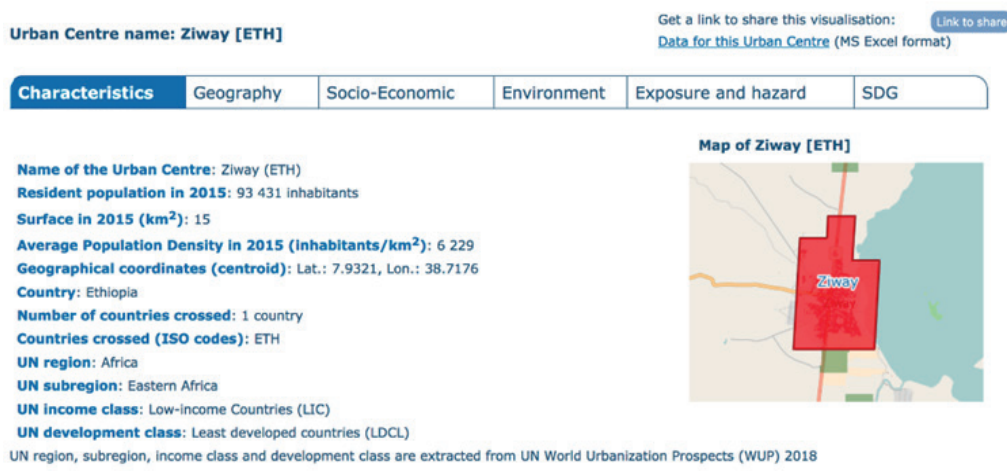 Urban Centre name: Ziway [ETH]
Get a link to share this visualisation:
Link to share
Data for this Urban Centre (MS Excel format)
Characteristics
Geography
Socio-Economic
Environment
Exposure and hazard
SDG
Map of Ziway [ETH]
Name of the Urban Centre: Ziway (ETH)
Resident population in 2015: 93 431 inhabitants
Surface in 2015 (km²): 15
Average Population Density in 2015 (inhabitants/km²): 6 229
Geographical coordinates (centroid): Lat.: 7.9321, Lon.: 38.7176
Country: Ethiopia
Number of countries crossed: 1 country
Countries crossed (ISO codes): ETH
UN region: Africa
UN subregion: Eastern Africa
UN income class: Low-income Countries (LIC)
UN development class: Least developed countries (LDCL)
UN region, subregion, income class and development class are extracted from UN World Urbanization Prospects (WUP) 2018
Ziway